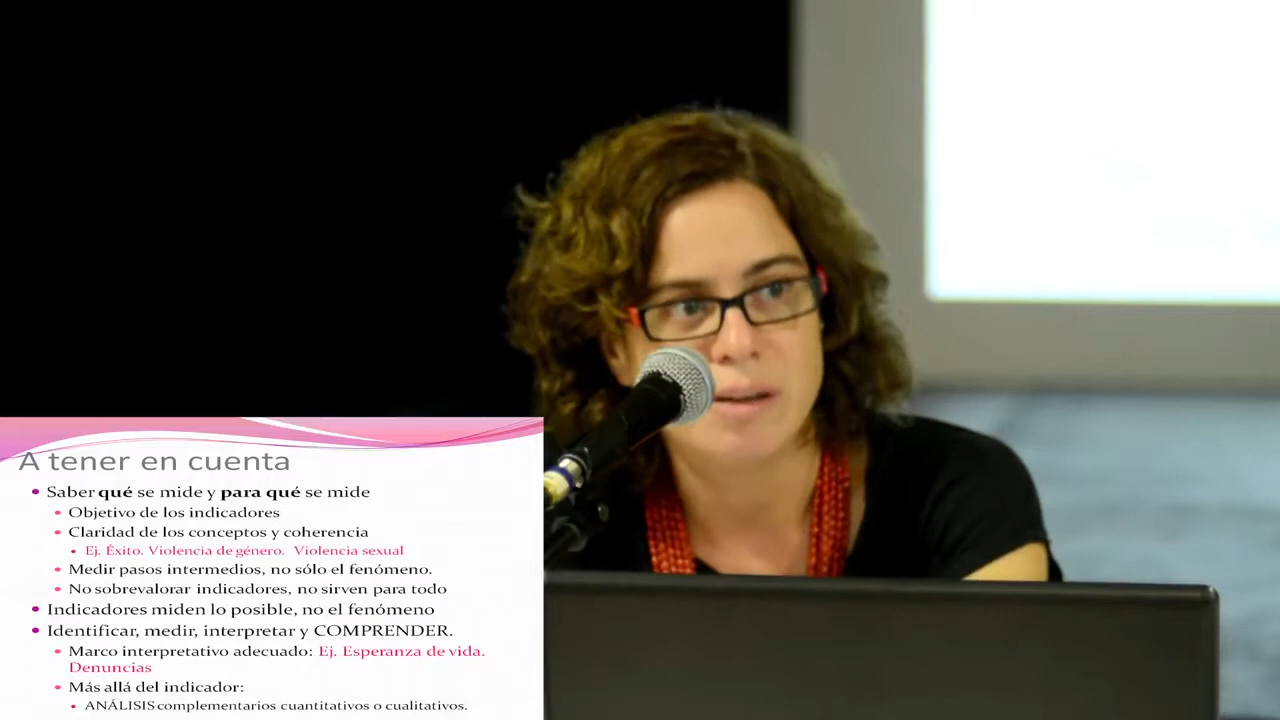 A tener en cuenta
Saber qué se mide y para qué se mide
Objetivo de los indicadores
Claridad de los conceptos y coherencia
Ej. Éxito. Violencia de género. Violencia sexual
Medir pasos intermedios, no sólo el fenómeno.
No sobrevalorar indicadores, no sirven para todo
Indicadores miden lo posible, no el fenómeno
Identificar, medir, interpretar y COMPRENDER.
Marco interpretativo adecuado: Ej. Esperanza de vida.
Denuncias
Más allá del indicador:
ANÁLISIS complementarios cuantitativos o cualitativos.